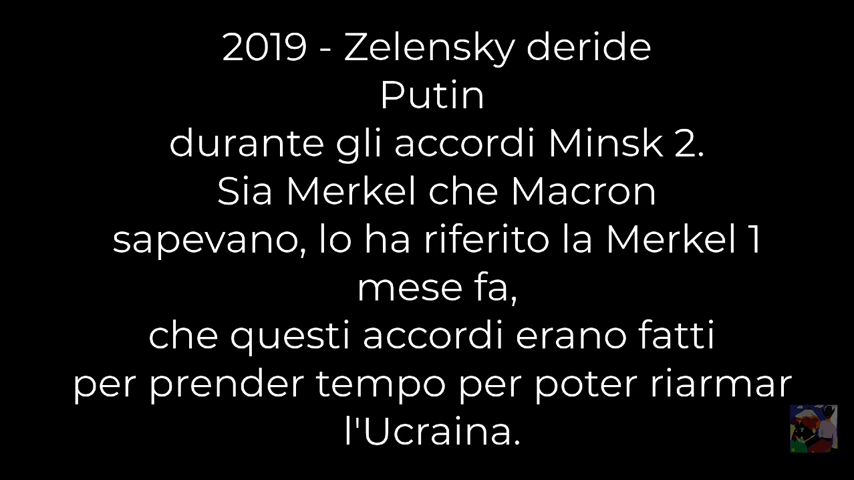 2019 - Zelensky deride
Putin
durante gli accordi Minsk 2.
Sia Merkel che Macron
sapevano, lo ha riferito la Merkel 1
mese fa,
che questi accordi erano fatti
per prender tempo per poter riarmar
l'Ucraina.